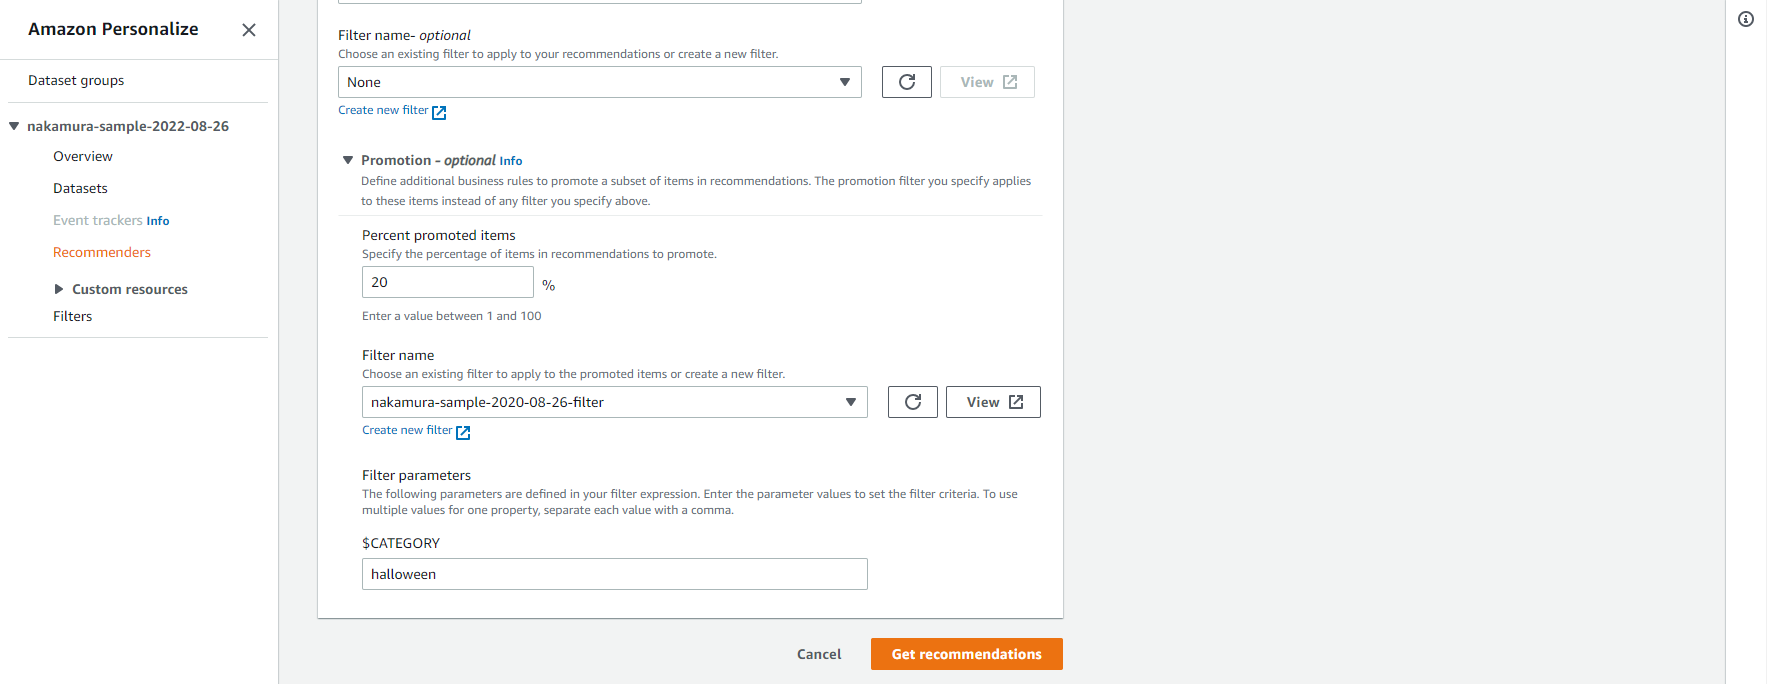 Amazon Personalize
Dataset groups
nakamura-sample-2022-08-26
Overview
Datasets
Event trackers Info
Recommenders
Custom resources
Filters
Filter name- optional
Choose an existing filter to apply to your recommendations or create a new filter.
None
View
Create new filter
Promotion - optional Info
Define additional business rules to promote a subset of items in recommendations. The promotion filter you specify applies
to these items instead of any filter you specify above.
Percent promoted items
Specify the percentage of items in recommendations to promote.
20 %
Enter a value between 1 and 100
Filter name
Choose an existing filter to apply to the promoted items or create a new filter.
nakamura-sample-2020-08-26-filter
View
Create new filter
Filter parameters
The following parameters are defined in your filter expression. Enter the parameter values to set the filter criteria. To use
multiple values for one property, separate each value with a comma.
$CATEGORY
halloween
Cancel
Get recommendations